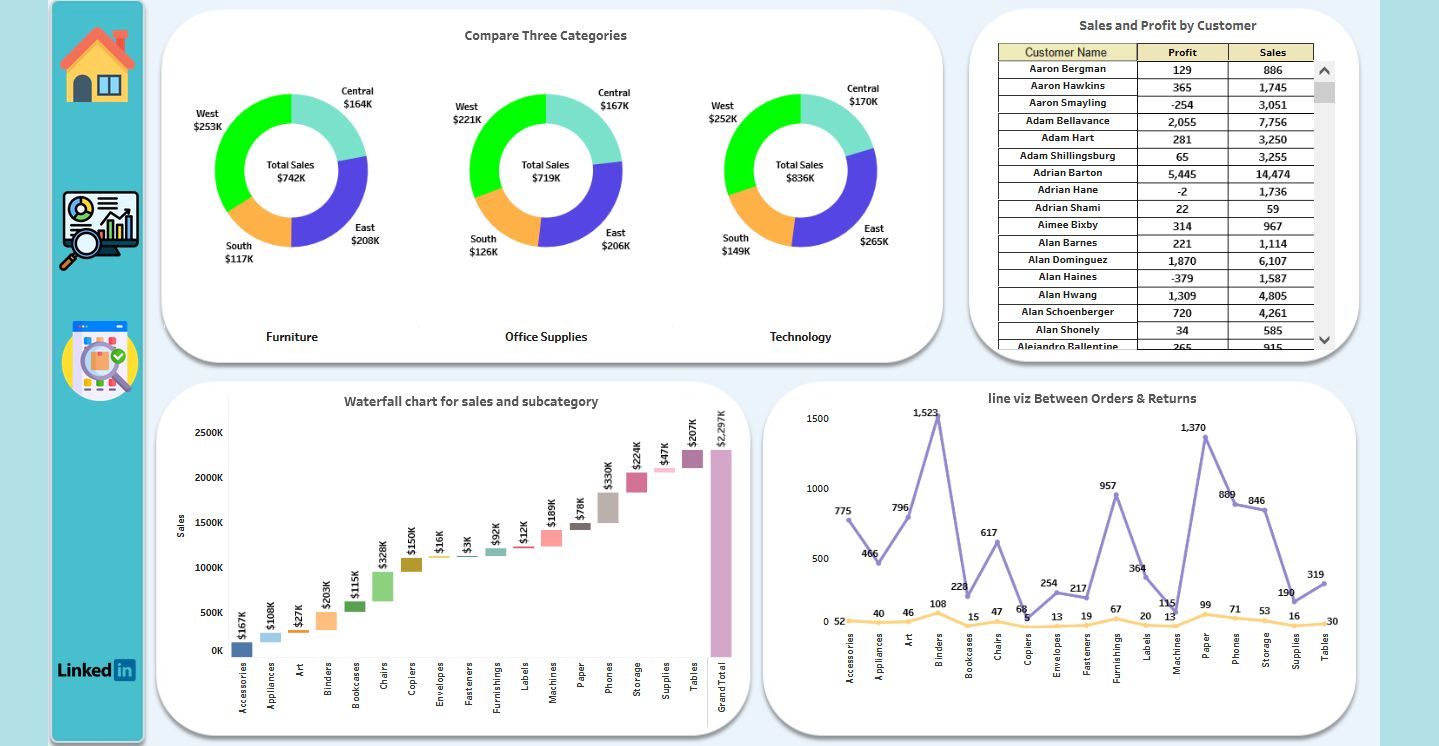 Compare Three Categories
West
$253K
Central
$164K
Total Sales
$742K
East
$208K
South
$117K
Furniture
West
$221K
Central
$167K
Total Sales
$719K
East
$206K
South
$126K
Office Supplies
West
$252K
Central
$170K
Total Sales
$836K
East
$265K
South
$149K
Technology
Sales and Profit by Customer
Customer Name Profit Sales
Aaron Bergman 129 886
Aaron Hawkins 365 1,745
Aaron Smayling -254 3,051
Adam Bellavance 2,055 7,756
Adam Hart 281 3,250
Adam Shillingsburg 65 3,255
Adrian Barton 5,445 14,474
Adrian Hane -2 1,736
Adrian Shami 22 59
Aimee Bixby 314 967
Alan Barnes 221 1,114
Alan Dominguez 1,870 6,107
Alan Haines -379 1,587
Alan Hwang 1,309 4,805
Alan Schoenberger 720 4,261
Alan Shonely 34 585
Alejandro Ballentine 265 915
Waterfall chart for sales and subcategory
Sales
2500K
2000K
1500K
1000K
500K
0K
$167K
$108K
$27K
$203K
$115K
$328K
$150K
$16K
$3K
$92K
$12K
$189K
$78K
$330K
$224K
$47K
$207K
$2,297K
Accessories
Appliances
Art
Binders
Bookcases
Chairs
Copiers
Envelopes
Fasteners
Furnishings
Labels
Machines
Paper
Phones
Storage
Supplies
Tables
Grand Total
line viz Between Orders & Returns
1500
1000
500
0
775
466
796
1,523
228
617
68
254
217
957
364
115
1,370
889
846
190
319
52
40
46
108
15
47
5
13
19
67
20
13
99
71
53
16
30
Accessories
Appliances
Art
Binders
Bookcases
Chairs
Copiers
Envelopes
Fasteners
Furnishings
Labels
Machines
Paper
Phones
Storage
Supplies
Tables
Linked in